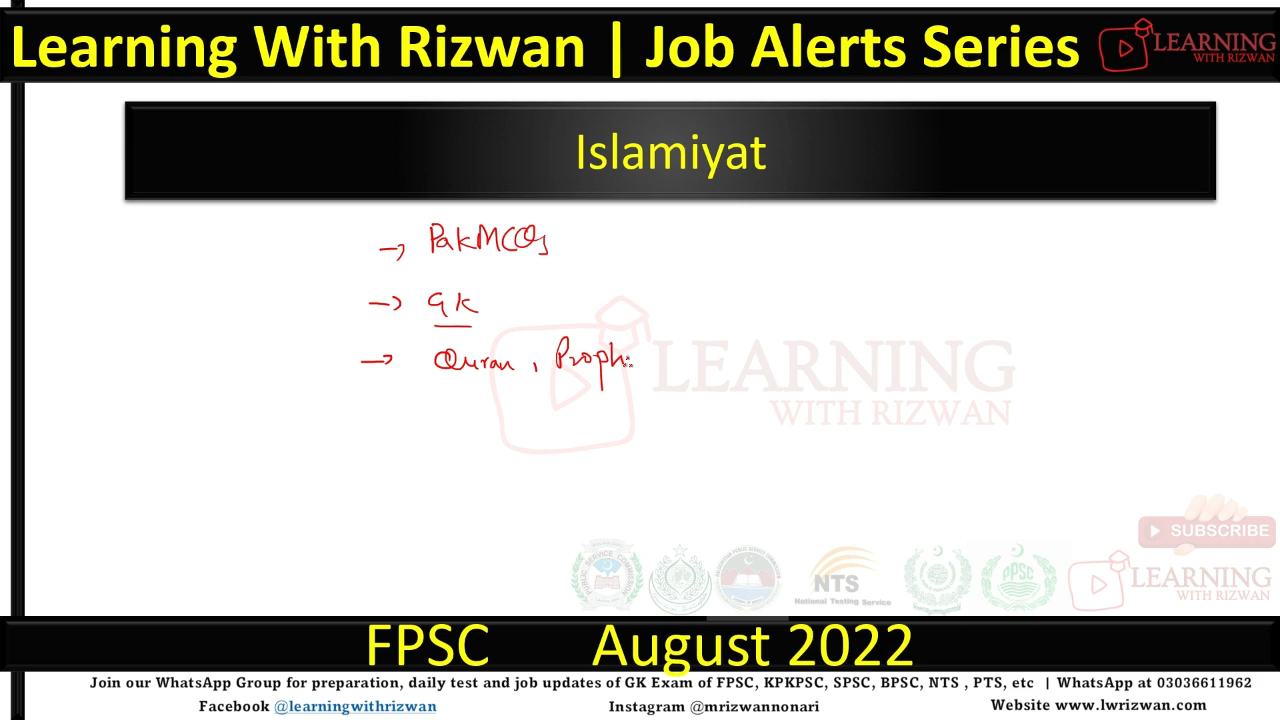 Learning With Rizwan | Job Alerts Series
LEARNING
WITH RIZWAN
Islamiyat
→ PakMCQs
→ GK
→ Quran, Proph
LEARNING
WITH RIZWAN
SUBSCRIBE
NTS
National Testing Service
PPSC
LEARNING
WITH RIZWAN
FPSC August 2022
Join our WhatsApp Group for preparation, daily test and job updates of GK Exam of FPSC, KPKPSC, SPSC, BPSC, NTS , PTS, etc | WhatsApp at 03036611962
Facebook @learningwithrizwan Instagram @mrizwannonari Website www.lwrizwan.com